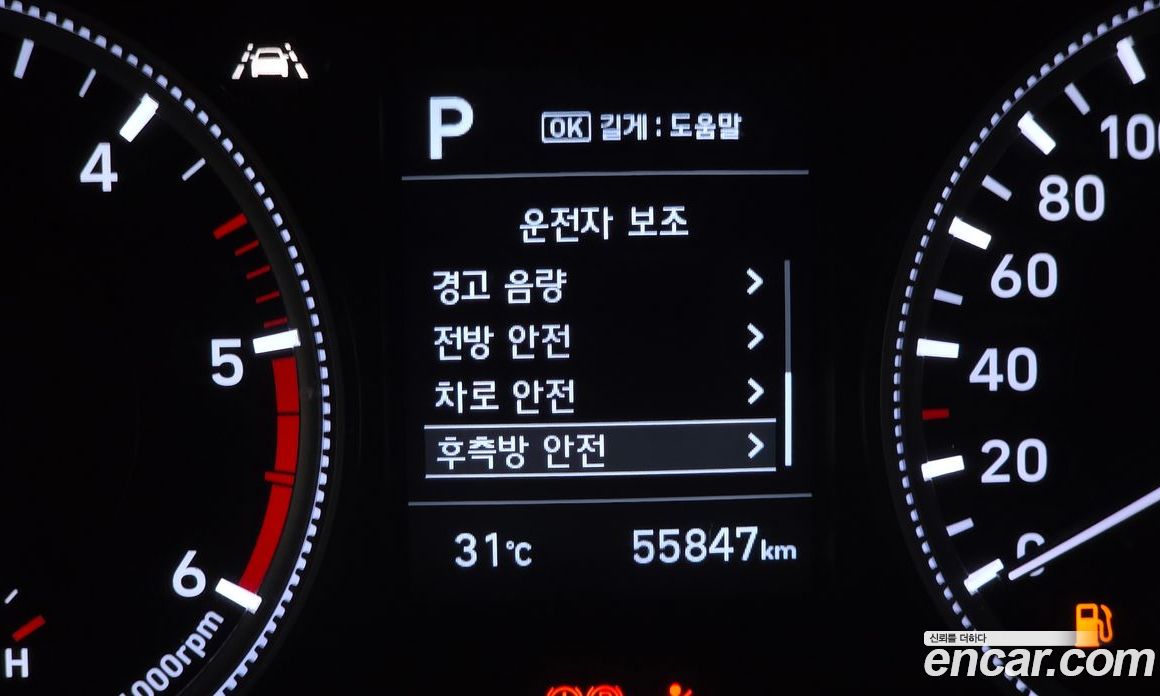 P
OK 길게 : 도움말
운전자 보조
경고 음량 >
전방 안전 >
차로 안전 >
후측방 안전 >
31°C 55847km
4
5
6
H
100
80
60
40
20
0
신뢰를 더하다
encar.com